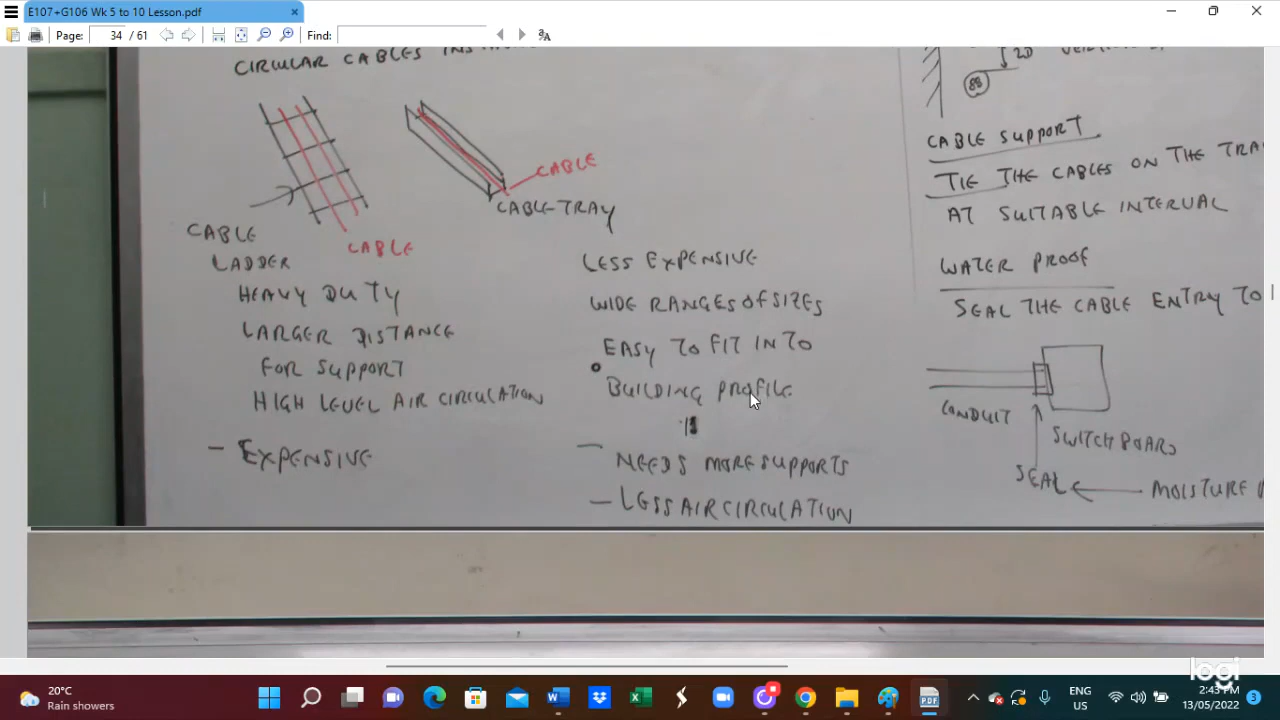 E107+G106 Wk 5 to 10 Lesson.pdf
Page: 34 / 61 Find:
CIRCULAR CABLES
CABLE
CABLE TRAY
CABLE
LADDER
CABLE
HEAVY DUTY
LARGER DISTANCE
FOR SUPPORT
HIGH LEVEL AIR CIRCULATION
- EXPENSIVE
LESS EXPENSIVE
WIDE RANGES OF SIZES
EASY TO FIT INTO
BUILDING PROFILE
- NEEDS MORE SUPPORTS
- LESS AIR CIRCULATION
2D
CABLE SUPPORT
TIE THE CABLES ON THE TRA
AT SUITABLE INTERVAL
WATER PROOF
SEAL THE CABLE ENTRY TO
CONDUIT
SWITCHBOARD
SEAL ← MOISTURE
logi
20°C
Rain showers
ENG
US
2:43 PM
13/05/2022
3